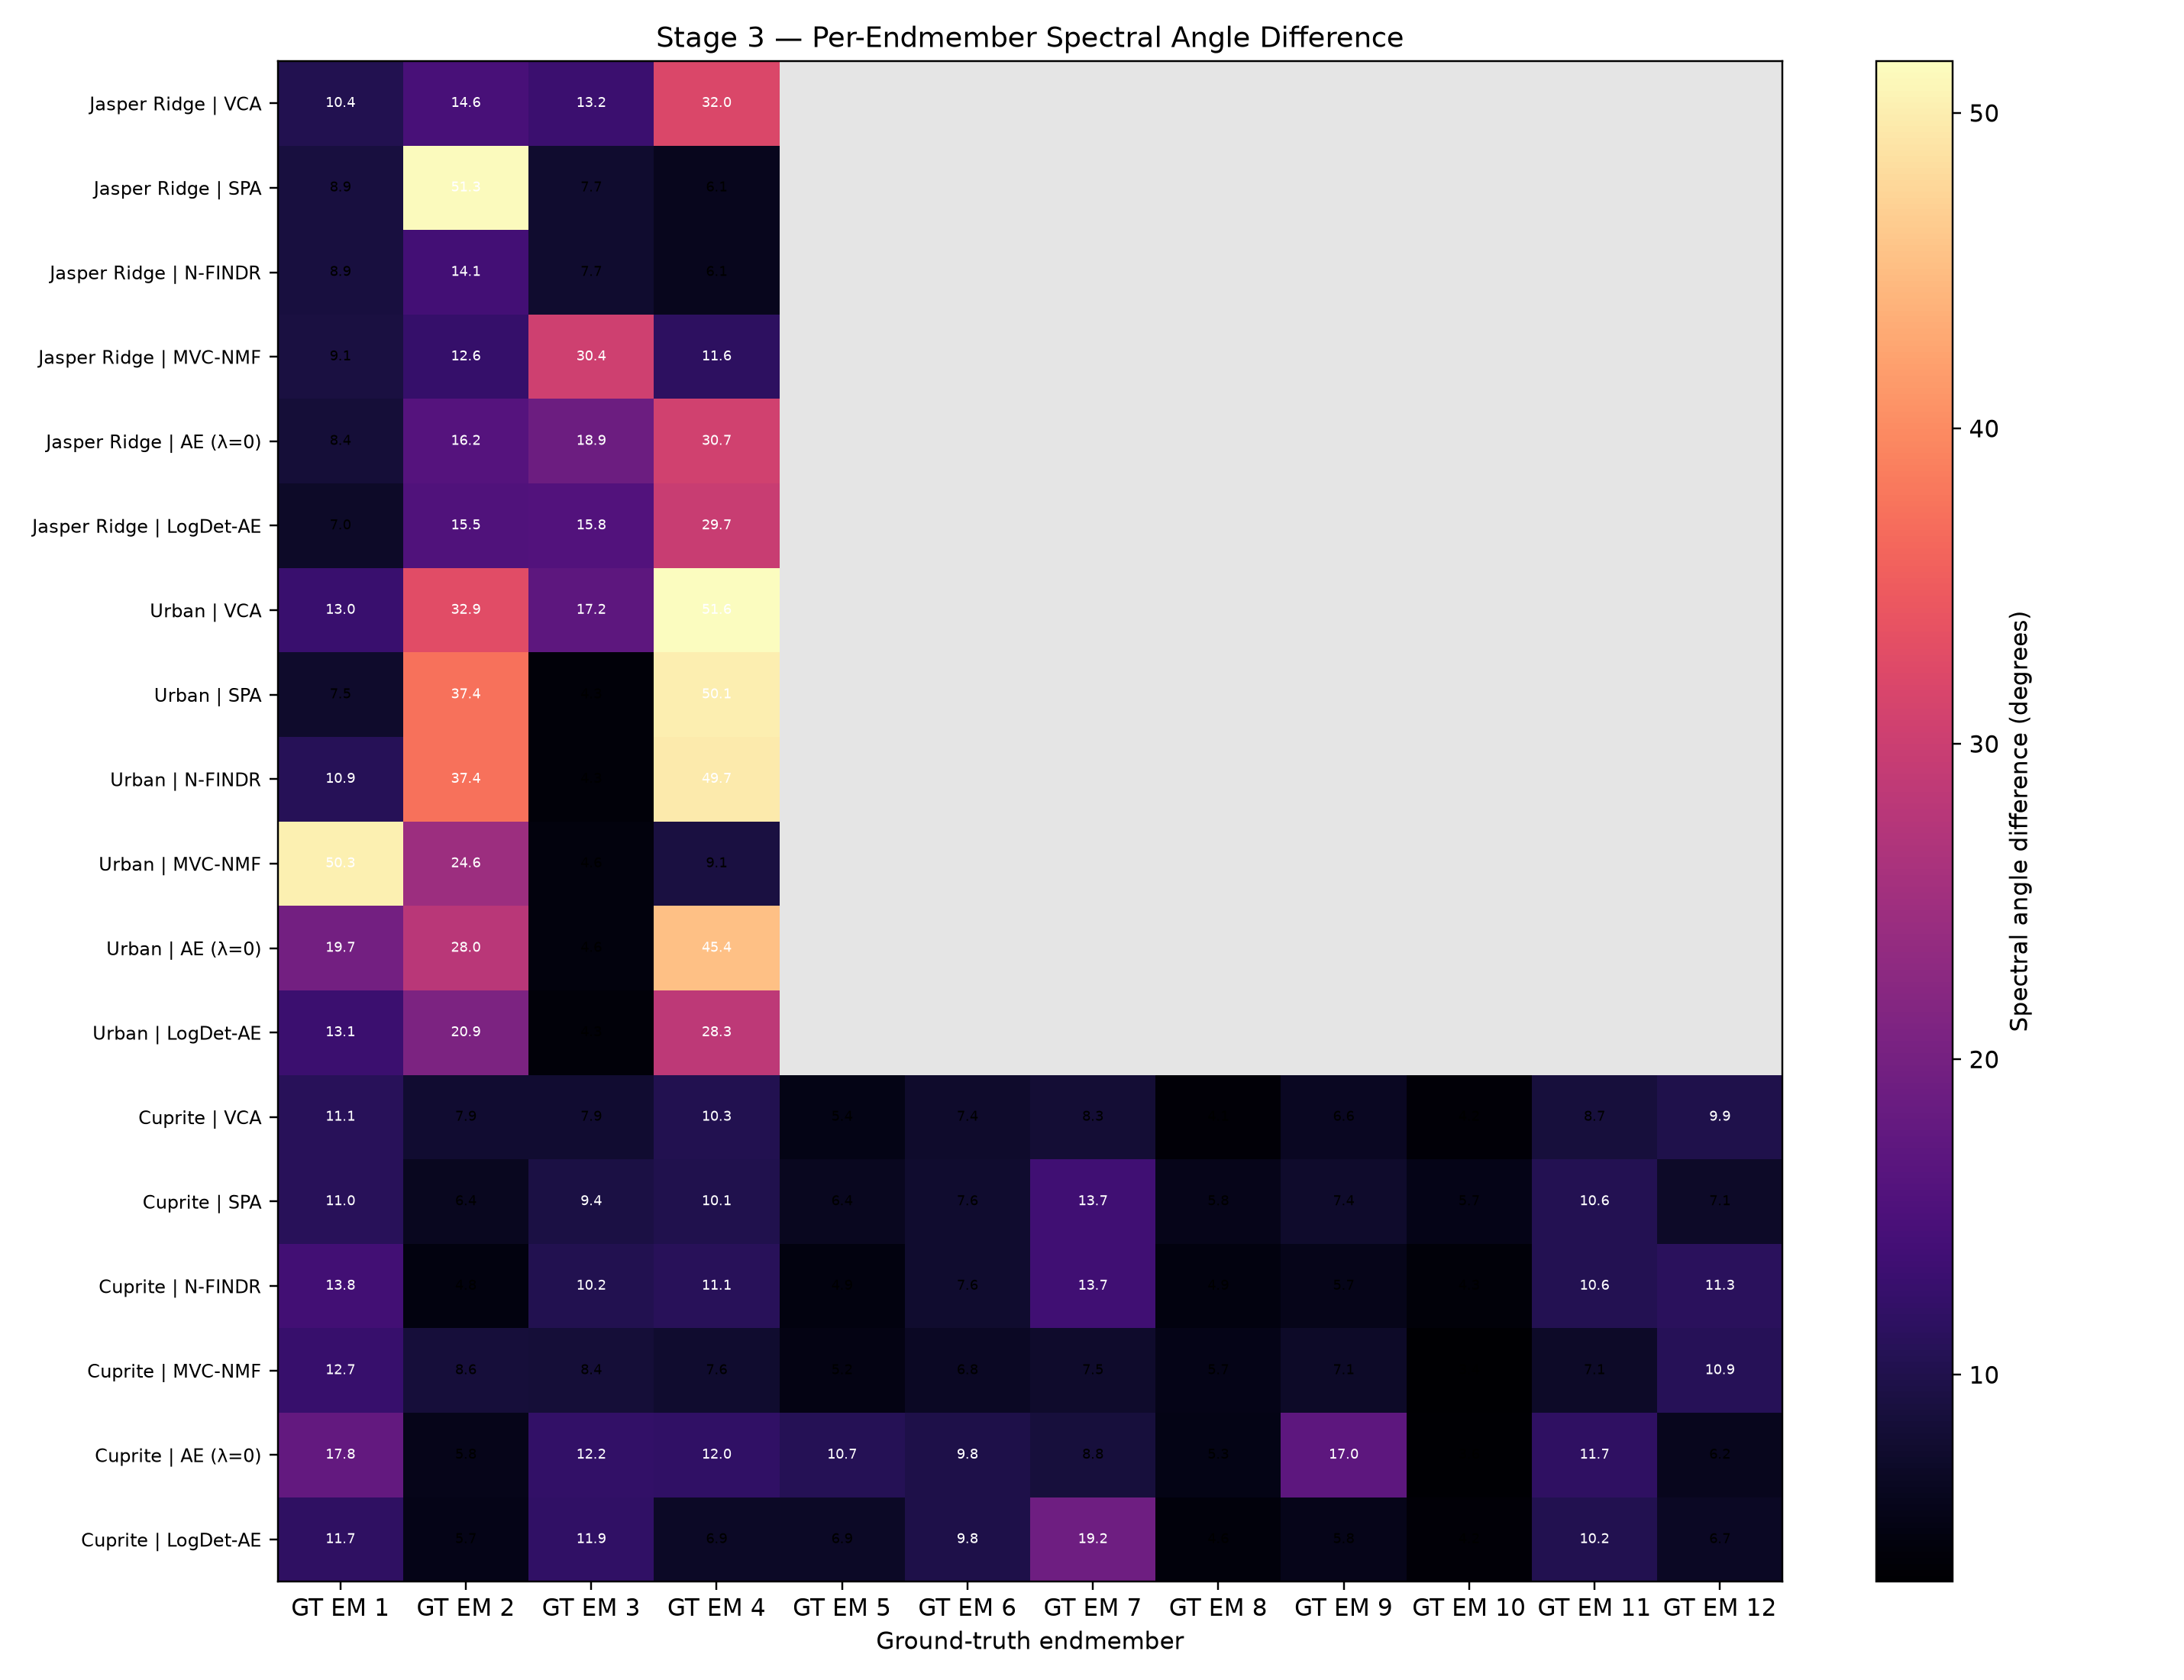 Stage 3 — Per-Endmember Spectral Angle Difference
Jasper Ridge | VCA 10.4 14.6 13.2 32.0
Jasper Ridge | SPA 8.9 51.3 7.7 6.1
Jasper Ridge | N-FINDR 8.9 14.1 7.7 6.1
Jasper Ridge | MVC-NMF 9.1 12.6 30.4 11.6
Jasper Ridge | AE (λ=0) 8.4 16.2 18.9 30.7
Jasper Ridge | LogDet-AE 7.0 15.5 15.8 29.7
Urban | VCA 13.0 32.9 17.2 51.6
Urban | SPA 7.5 37.4 50.1
Urban | N-FINDR 10.9 37.4 49.7
Urban | MVC-NMF 50.3 24.6 9.1
Urban | AE (λ=0) 19.7 28.0 45.4
Urban | LogDet-AE 13.1 20.9 28.3
Cuprite | VCA 11.1 7.9 7.9 10.3 5.4 7.4 8.3 6.6 8.7 9.9
Cuprite | SPA 11.0 6.4 9.4 10.1 6.4 7.6 13.7 7.4 10.6 7.1
Cuprite | N-FINDR 13.8 10.2 11.1 7.6 13.7 5.7 10.6 11.3
Cuprite | MVC-NMF 12.7 8.6 8.4 7.6 6.8 7.5 7.1 7.1 10.9
Cuprite | AE (λ=0) 17.8 12.2 12.0 10.7 9.8 8.8 17.0 11.7 6.2
Cuprite | LogDet-AE 11.7 11.9 6.9 6.9 9.8 19.2 10.2 6.7
GT EM 1 GT EM 2 GT EM 3 GT EM 4 GT EM 5 GT EM 6 GT EM 7 GT EM 8 GT EM 9 GT EM 10 GT EM 11 GT EM 12
Ground-truth endmember
50
40
30
20
10
Spectral angle difference (degrees)